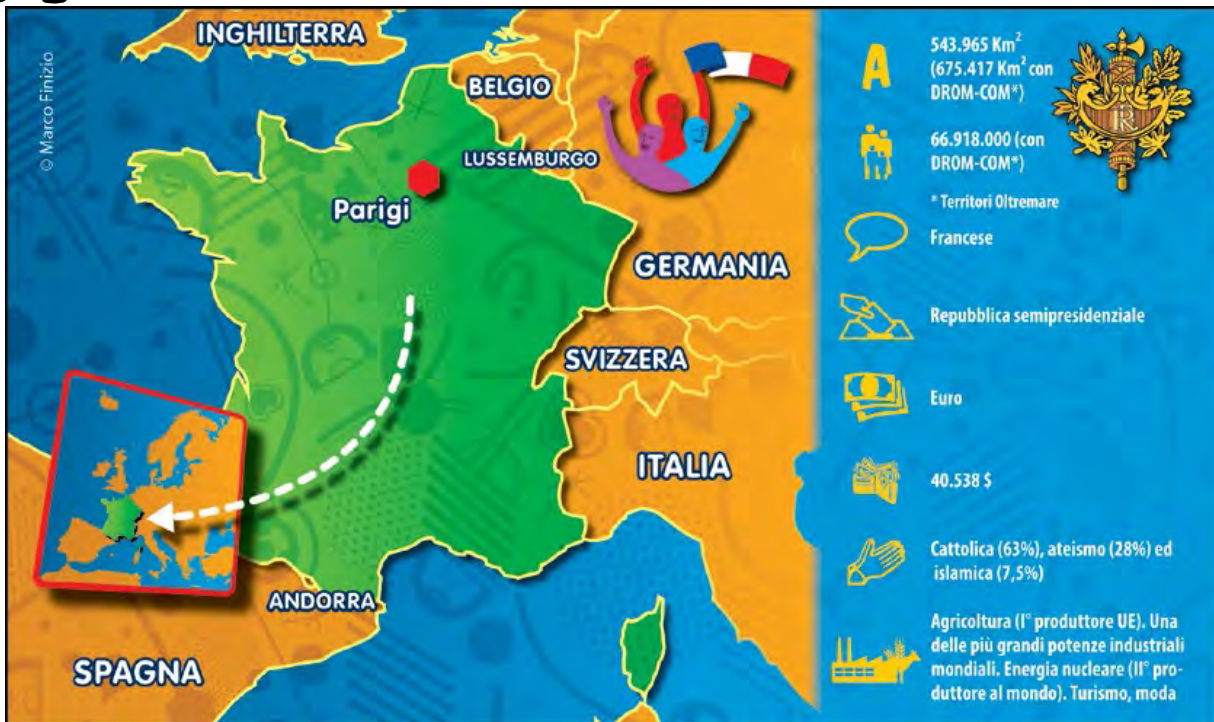 © Marco Finizio
INGHILTERRA
BELGIO
LUSSEMBURGO
Parigi
GERMANIA
SVIZZERA
ITALIA
ANDORRA
SPAGNA
A
543.965 Km²
(675.417 Km² con
DROM-COM*)
66.918.000 (con
DROM-COM*)
* Territori Oltremare
Francese
Repubblica semipresidenziale
Euro
40.538 $
Cattolica (63%), ateismo (28%) ed
islamica (7,5%)
Agricoltura (I° produttore UE). Una
delle più grandi potenze industriali
mondiali. Energia nucleare (II° pro-
duttore al mondo). Turismo, moda